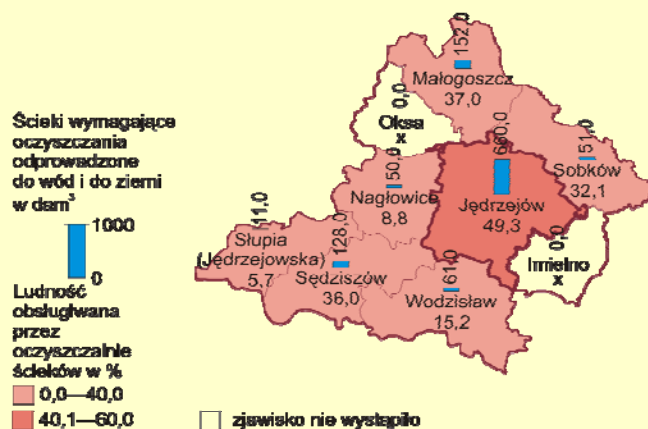 152,0
Małogoszcz
37,0
0,0
Oksa
x
51,0
Sobków
32,1
660,0
Jędrzejów
49,3
50,0
Nagłowice
8,8
0,0
Imielno
x
11,0
Słupia
(Jędrzejowska)
5,7
128,0
Sędziszów
36,0
61,0
Wodzisław
15,2
Ścieki wymagające
oczyszczania
odprowadzone
do wód i do ziemi
w dam³
1000
0
Ludność
obsługiwana
przez
oczyszczalnie
ścieków w %
0,0—40,0
40,1—60,0
zjawisko nie wystąpiło